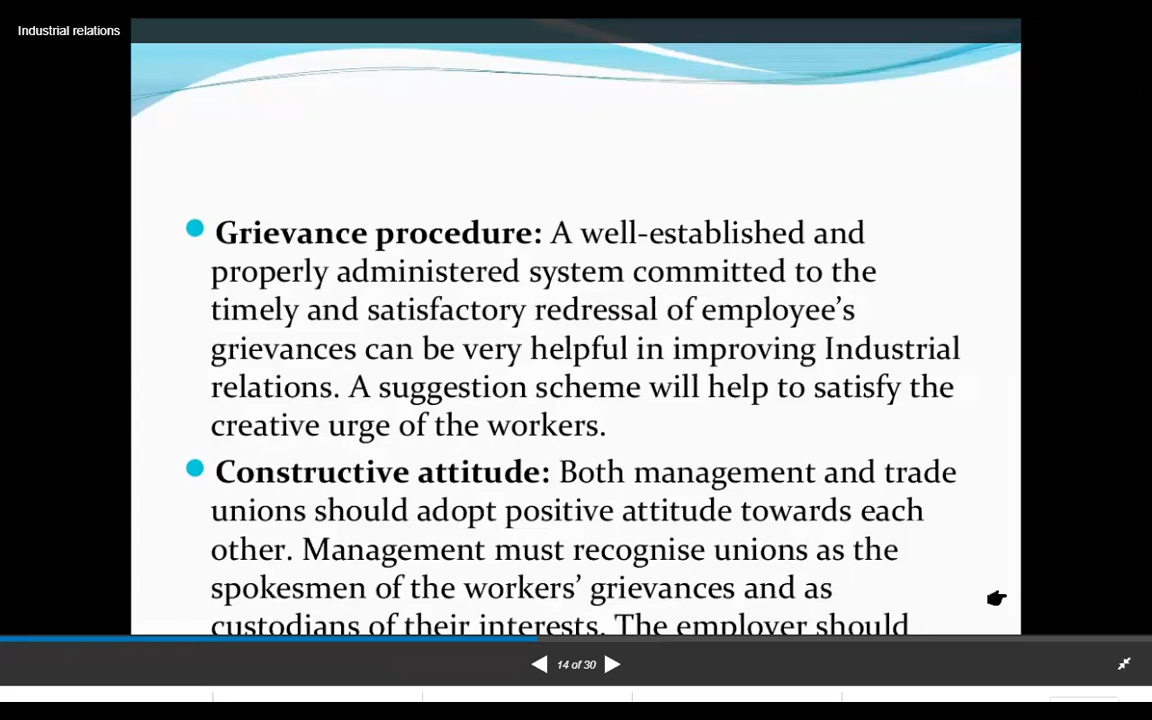 Industrial relations
Grievance procedure: A well-established and
properly administered system committed to the
timely and satisfactory redressal of employee’s
grievances can be very helpful in improving Industrial
relations. A suggestion scheme will help to satisfy the
creative urge of the workers.
Constructive attitude: Both management and trade
unions should adopt positive attitude towards each
other. Management must recognise unions as the
spokesmen of the workers’ grievances and as
custodians of their interests. The employer should
14 of 30